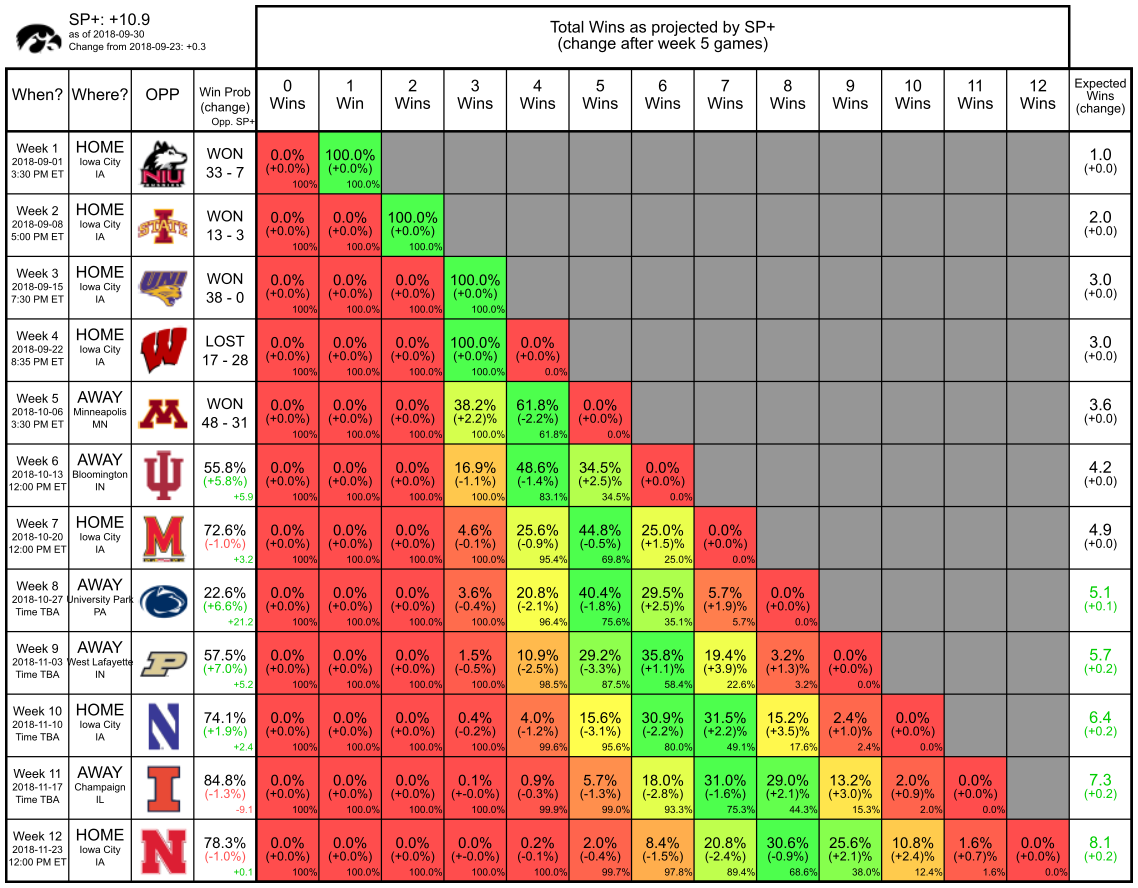 SP+: +10.9
as of 2018-09-30
Change from 2018-09-23: +0.3
Total Wins as projected by SP+
(change after week 5 games)
When? Where? OPP Win Prob (change) Opp. SP+ 0 Wins 1 Win 2 Wins 3 Wins 4 Wins 5 Wins 6 Wins 7 Wins 8 Wins 9 Wins 10 Wins 11 Wins 12 Wins Expected Wins (change)
Week 1 HOME NIU WON 0.0% 100.0% 1.0
2018-09-01 Iowa City HUSKIES 33 - 7 (+0.0%) (+0.0%) (+0.0)
3:30 PM ET IA 100% 100.0%
Week 2 HOME STATE WON 0.0% 0.0% 100.0% 2.0
2018-09-08 Iowa City 13 - 3 (+0.0%) (+0.0%) (+0.0%) (+0.0)
5:00 PM ET IA 100% 100.0% 100.0%
Week 3 HOME UNI WON 0.0% 0.0% 0.0% 100.0% 3.0
2018-09-15 Iowa City 38 - 0 (+0.0%) (+0.0%) (+0.0%) (+0.0%) (+0.0)
7:30 PM ET IA 100% 100.0% 100.0% 100.0%
Week 4 HOME W LOST 0.0% 0.0% 0.0% 100.0% 0.0% 3.0
2018-09-22 Iowa City 17 - 28 (+0.0%) (+0.0%) (+0.0%) (+0.0%) (+0.0%) (+0.0)
8:35 PM ET IA 100% 100.0% 100.0% 100.0% 0.0%
Week 5 AWAY M WON 0.0% 0.0% 0.0% 38.2% 61.8% 0.0% 3.6
2018-10-06 Minneapolis 48 - 31 (+0.0%) (+0.0%) (+0.0%) (+2.2)% (-2.2%) (+0.0%) (+0.0)
3:30 PM ET MN 100% 100.0% 100.0% 100.0% 61.8% 0.0%
Week 6 AWAY IU 55.8% 0.0% 0.0% 0.0% 16.9% 48.6% 34.5% 0.0% 4.2
2018-10-13 Bloomington (+5.8%) (+0.0%) (+0.0%) (+0.0%) (-1.1%) (-1.4%) (+2.5)% (+0.0%) (+0.0)
12:00 PM ET IN +5.9 100% 100.0% 100.0% 100.0% 83.1% 34.5% 0.0%
Week 7 HOME M 72.6% 0.0% 0.0% 0.0% 4.6% 25.6% 44.8% 25.0% 0.0% 4.9
2018-10-20 Iowa City (-1.0%) (+0.0%) (+0.0%) (+0.0%) (-0.1%) (-0.9%) (-0.5%) (+1.5)% (+0.0%) (+0.0)
12:00 PM ET IA +3.2 100% 100.0% 100.0% 100.0% 95.4% 69.8% 25.0% 0.0%
Week 8 AWAY 22.6% 0.0% 0.0% 0.0% 3.6% 20.8% 40.4% 29.5% 5.7% 0.0% 5.1
2018-10-27 University Park (+6.6%) (+0.0%) (+0.0%) (+0.0%) (-0.4%) (-2.1%) (-1.8%) (+2.5)% (+1.9)% (+0.0%) (+0.1)
Time TBA PA +21.2 100% 100.0% 100.0% 100.0% 96.4% 75.6% 35.1% 5.7% 0.0%
Week 9 AWAY P 57.5% 0.0% 0.0% 0.0% 1.5% 10.9% 29.2% 35.8% 19.4% 3.2% 0.0% 5.7
2018-11-03 West Lafayette (+7.0%) (+0.0%) (+0.0%) (+0.0%) (-0.5%) (-2.5%) (-3.3%) (+1.1)% (+3.9)% (+1.3)% (+0.0%) (+0.2)
Time TBA IN +5.2 100% 100.0% 100.0% 100.0% 98.5% 87.5% 58.4% 22.6% 3.2% 0.0%
Week 10 HOME N 74.1% 0.0% 0.0% 0.0% 0.4% 4.0% 15.6% 30.9% 31.5% 15.2% 2.4% 0.0% 6.4
2018-11-10 Iowa City (+1.9%) (+0.0%) (+0.0%) (+0.0%) (-0.2%) (-1.2%) (-3.1%) (-2.2%) (+2.2)% (+3.5)% (+1.0)% (+0.0%) (+0.2)
Time TBA IA +2.4 100% 100.0% 100.0% 100.0% 99.6% 95.6% 80.0% 49.1% 17.6% 2.4% 0.0%
Week 11 AWAY I 84.8% 0.0% 0.0% 0.0% 0.1% 0.9% 5.7% 18.0% 31.0% 29.0% 13.2% 2.0% 0.0% 7.3
2018-11-17 Champaign (-1.3%) (+0.0%) (+0.0%) (+0.0%) (+-0.0%) (-0.3%) (-1.3%) (-2.8%) (-1.6%) (+2.1)% (+3.0)% (+0.9)% (+0.0%) (+0.2)
Time TBA IL -9.1 100% 100.0% 100.0% 100.0% 99.9% 99.0% 93.3% 75.3% 44.3% 15.3% 2.0% 0.0%
Week 12 HOME N 78.3% 0.0% 0.0% 0.0% 0.0% 0.2% 2.0% 8.4% 20.8% 30.6% 25.6% 10.8% 1.6% 0.0% 8.1
2018-11-23 Iowa City (-1.0%) (+0.0%) (+0.0%) (+0.0%) (+-0.0%) (-0.1%) (-0.4%) (-1.5%) (-2.4%) (-0.9%) (+2.1)% (+2.4)% (+0.7)% (+0.0%) (+0.2)
12:00 PM ET IA +0.1 100% 100.0% 100.0% 100.0% 100.0% 99.7% 97.8% 89.4% 68.6% 38.0% 12.4% 1.6% 0.0%